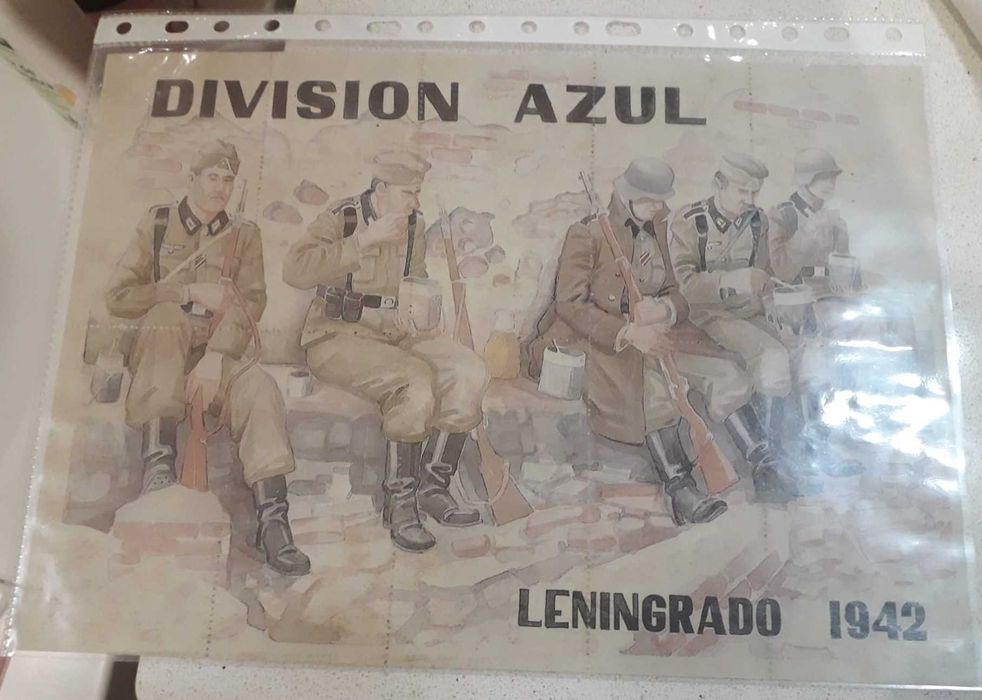 DIVISION AZUL
LENINGRADO 1942